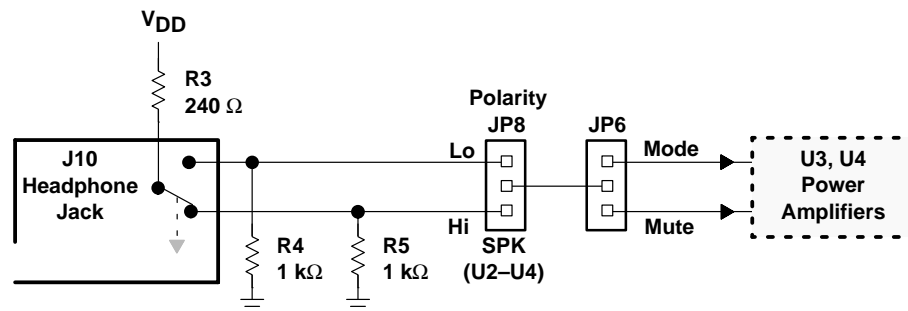 VDD
R3
240 Ω
Polarity
JP8
JP6
J10
Headphone
Jack
Lo
Mode
U3, U4
Power
Amplifiers
Hi
Mute
R4
1 kΩ
R5
1 kΩ
SPK
(U2–U4)